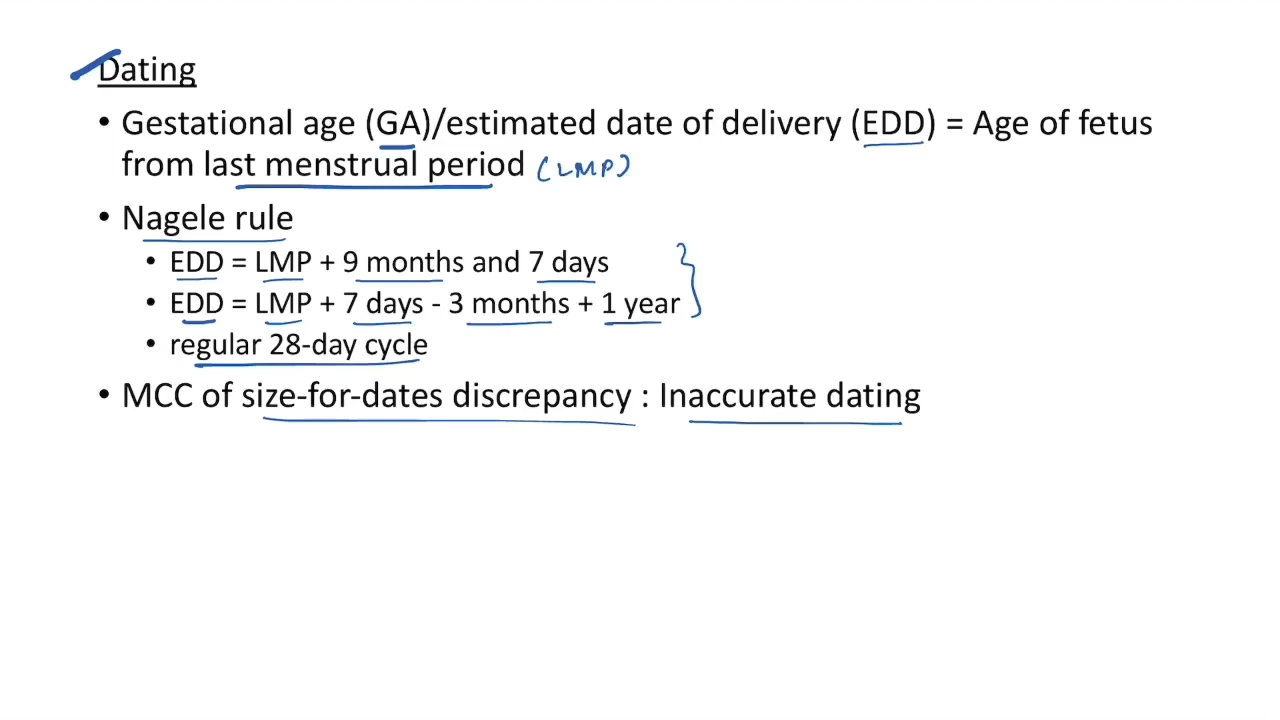 Dating
• Gestational age (GA)/estimated date of delivery (EDD) = Age of fetus
from last menstrual period (LMP)
• Nagele rule
• EDD = LMP + 9 months and 7 days
• EDD = LMP + 7 days - 3 months + 1 year
• regular 28-day cycle
• MCC of size-for-dates discrepancy : Inaccurate dating